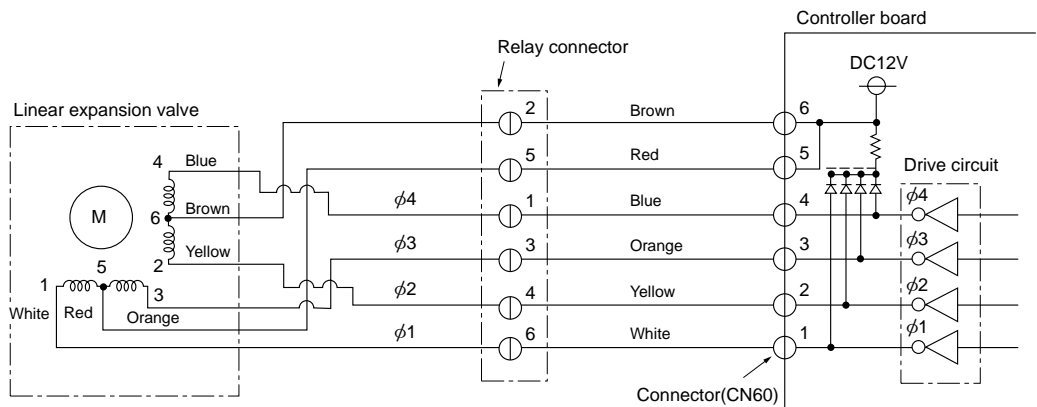 Controller board
Relay connector
DC12V
Linear expansion valve
2
Brown
6
4
Blue
5
Red
5
Drive circuit
M
6
Brown
ϕ4
1
Blue
4
ϕ4
Yellow
ϕ3
3
Orange
3
ϕ3
2
1
5
3
ϕ2
4
Yellow
2
ϕ2
White
Red
Orange
ϕ1
6
White
1
ϕ1
Connector(CN60)